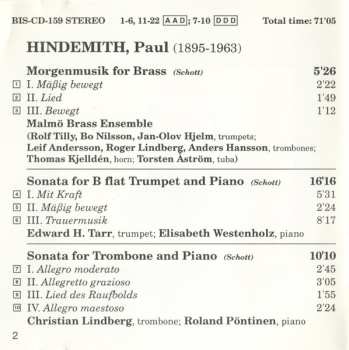 BIS-CD-159 STEREO 1-6, 11-22 AAD; 7-10 DDD Total time: 71'05
HINDEMITH, Paul (1895-1963)
Morgenmusik for Brass (Schott) 5'26
1 I. Mäßig bewegt 2'22
2 II. Lied 1'49
3 III. Bewegt 1'12
Malmö Brass Ensemble
(Rolf Tilly, Bo Nilsson, Jan-Olov Hjelm, trumpets;
Leif Andersson, Roger Lindberg, Anders Hansson, trombones;
Thomas Kjelldén, horn; Torsten Åström, tuba)
Sonata for B flat Trumpet and Piano (Schott) 16'16
4 I. Mit Kraft 5'31
5 II. Mäßig bewegt 2'24
6 III. Trauermusik 8'17
Edward H. Tarr, trumpet; Elisabeth Westenholz, piano
Sonata for Trombone and Piano (Schott) 10'10
7 I. Allegro moderato 2'45
8 II. Allegretto grazioso 3'05
9 III. Lied des Raufbolds 1'55
10 IV. Allegro maestoso 2'24
Christian Lindberg, trombone; Roland Pöntinen, piano
2